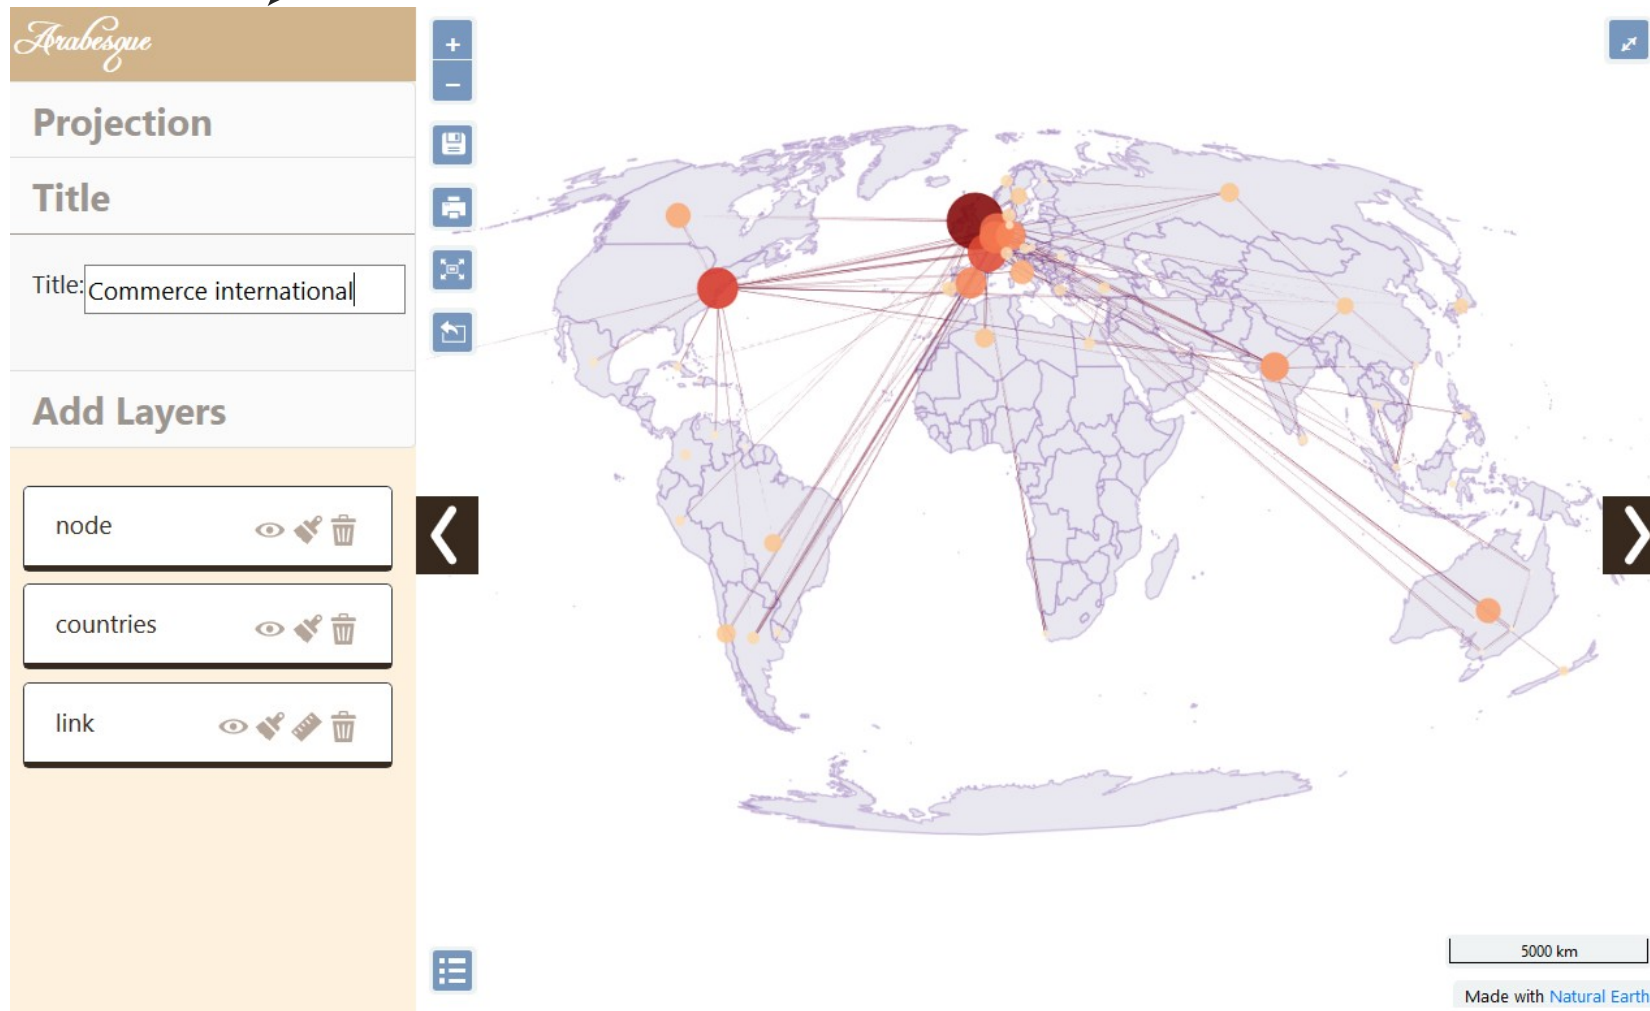 Arabesque
Projection
Title
Title:
Commerce international
Add Layers
node
countries
link
+
−
5000 km
Made with Natural Earth